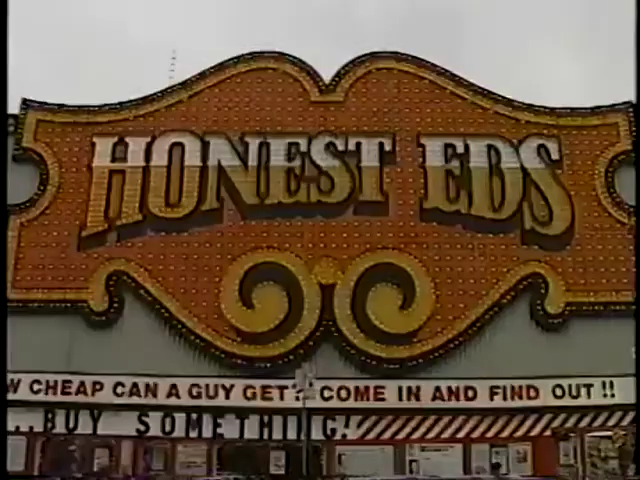 HONEST EDS
W CHEAP CAN A GUY GET? COME IN AND FIND OUT!!
...BUY SOMETHING!